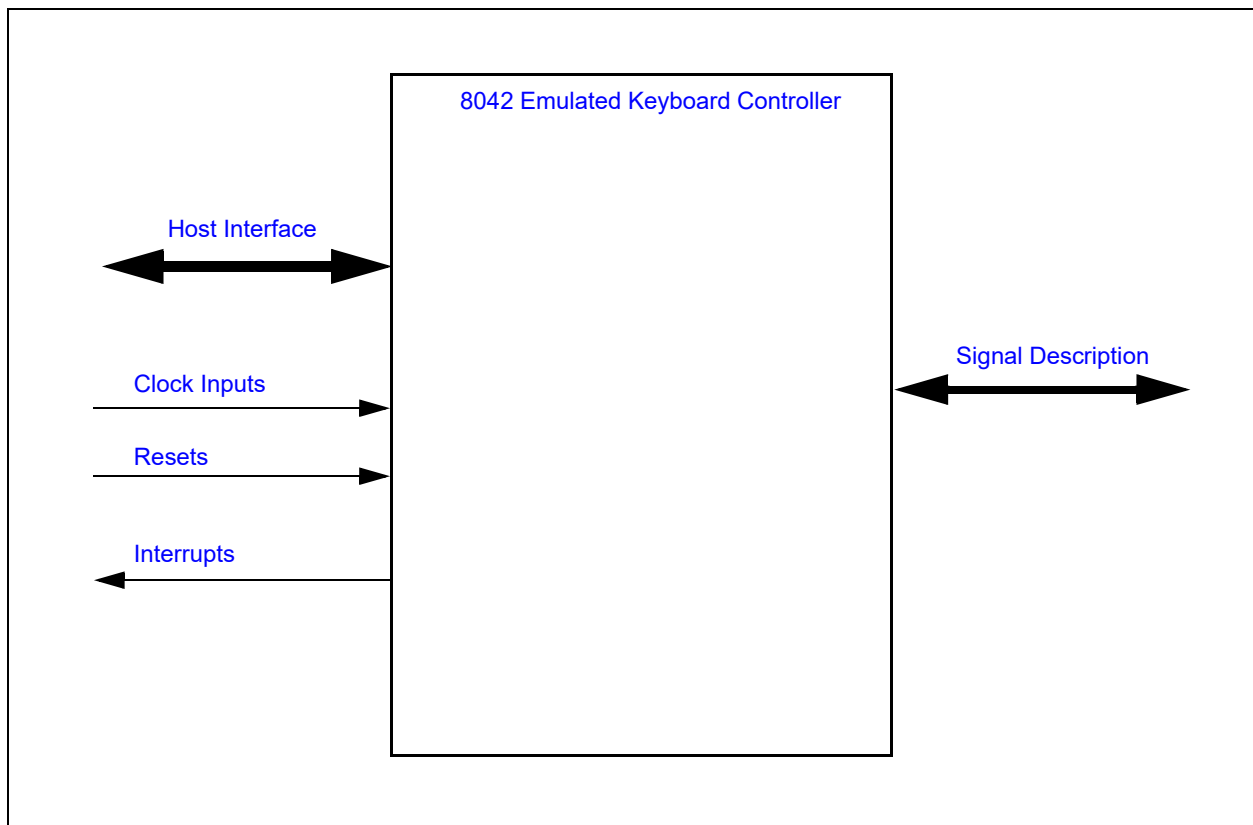 8042 Emulated Keyboard Controller
Host Interface
Signal Description
Clock Inputs
Resets
Interrupts